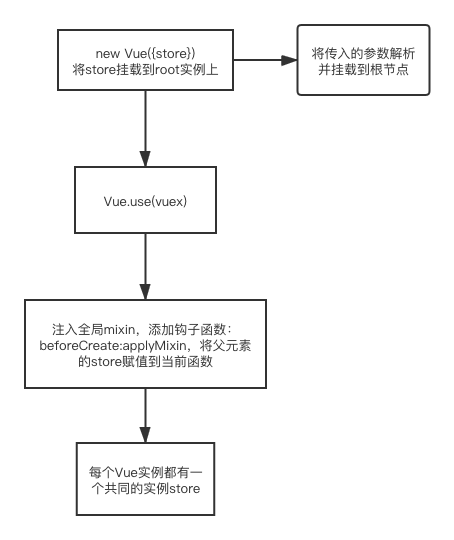 new Vue({store})
将store挂载到root实例上
将传入的参数解析
并挂载到根节点
Vue.use(vuex)
注入全局mixin，添加钩子函数：
beforeCreate:applyMixin，将父元素
的store赋值到当前函数
每个Vue实例都有一
个共同的实例store